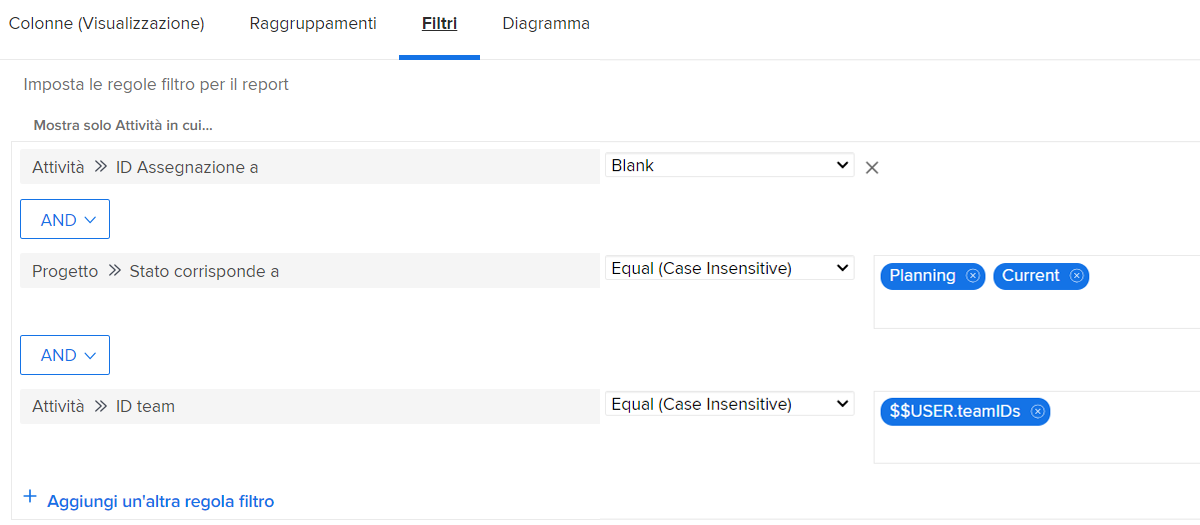 Colonne (Visualizzazione) Raggruppamenti Filtri Diagramma
Imposta le regole filtro per il report
Mostra solo Attività in cui...
Attività >> ID Assegnazione a Blank
AND
Progetto >> Stato corrisponde a Equal (Case Insensitive) Planning Current
AND
Attività >> ID team Equal (Case Insensitive) $$USER.teamIDs
+ Aggiungi un'altra regola filtro